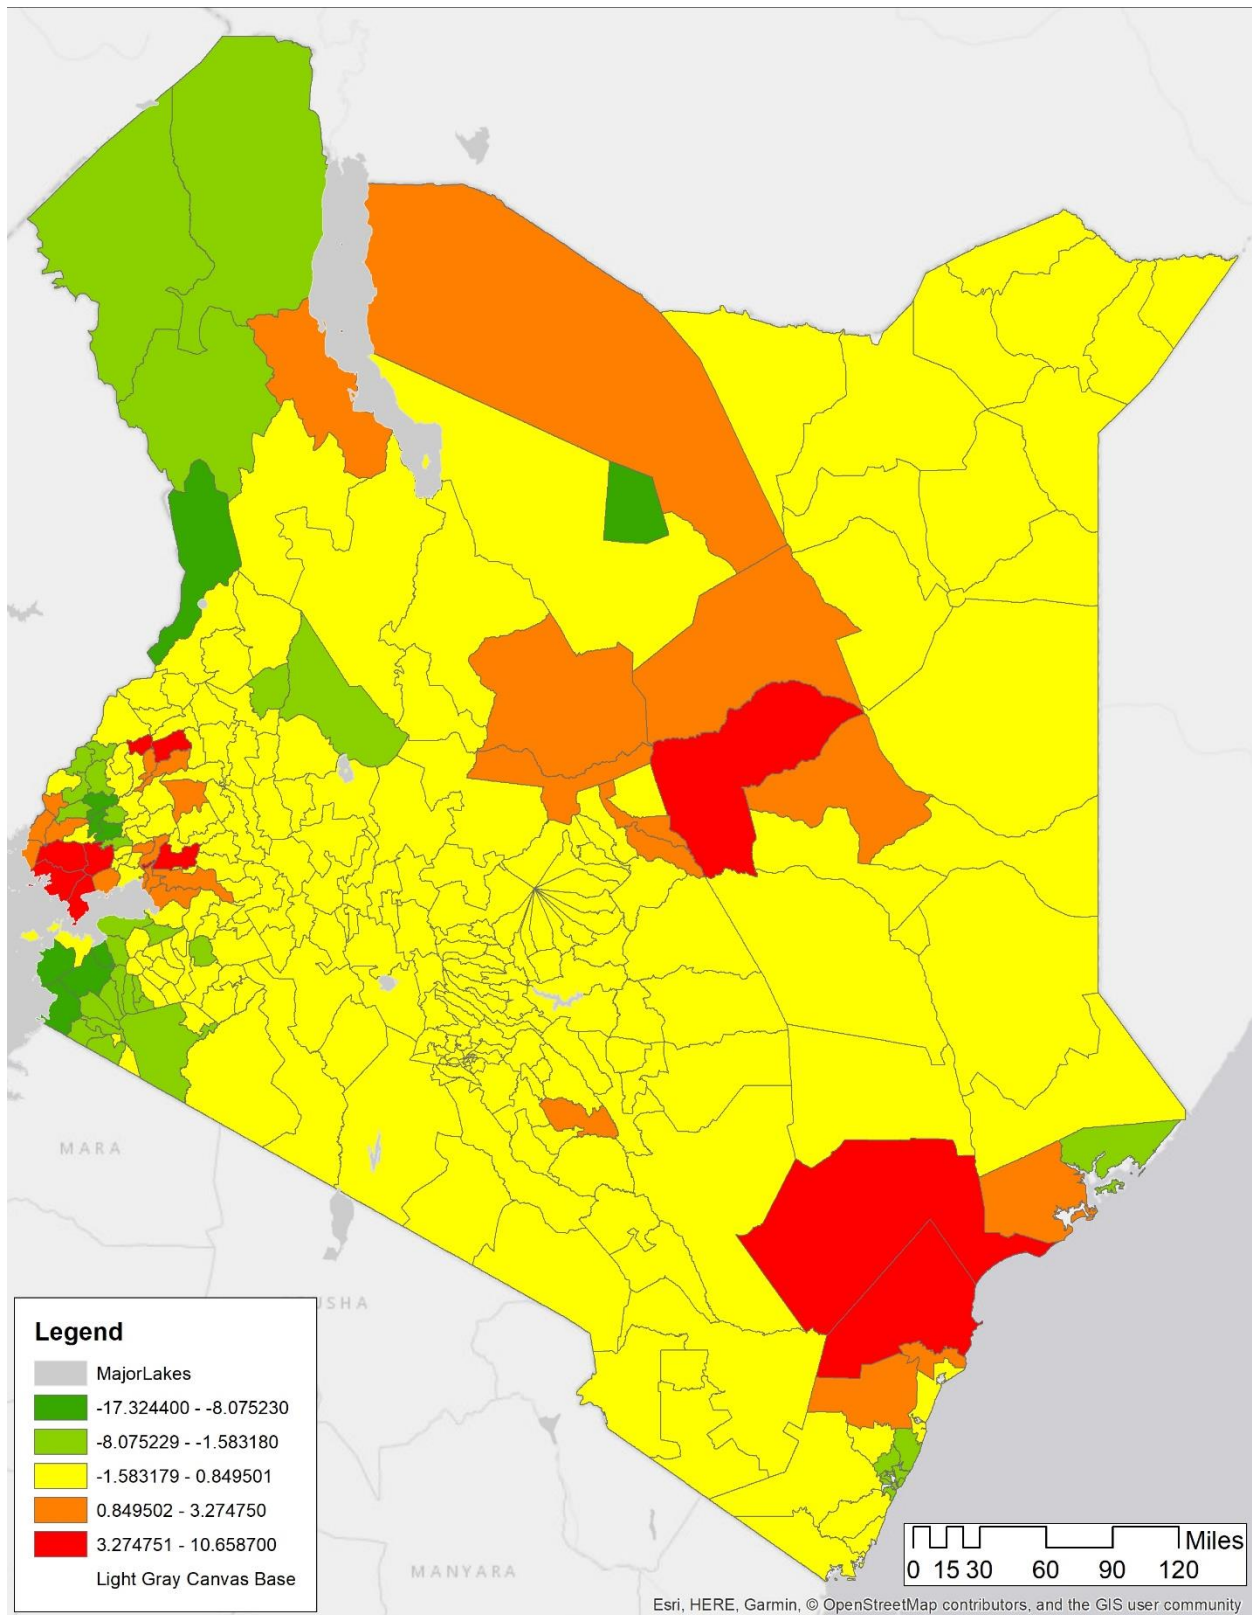 MARA
USHA
MANYARA
Legend
MajorLakes
-17.324400 - -8.075230
-8.075229 - -1.583180
-1.583179 - 0.849501
0.849502 - 3.274750
3.274751 - 10.658700
Light Gray Canvas Base
Miles
0 15 30 60 90 120
Esri, HERE, Garmin, © OpenStreetMap contributors, and the GIS user community